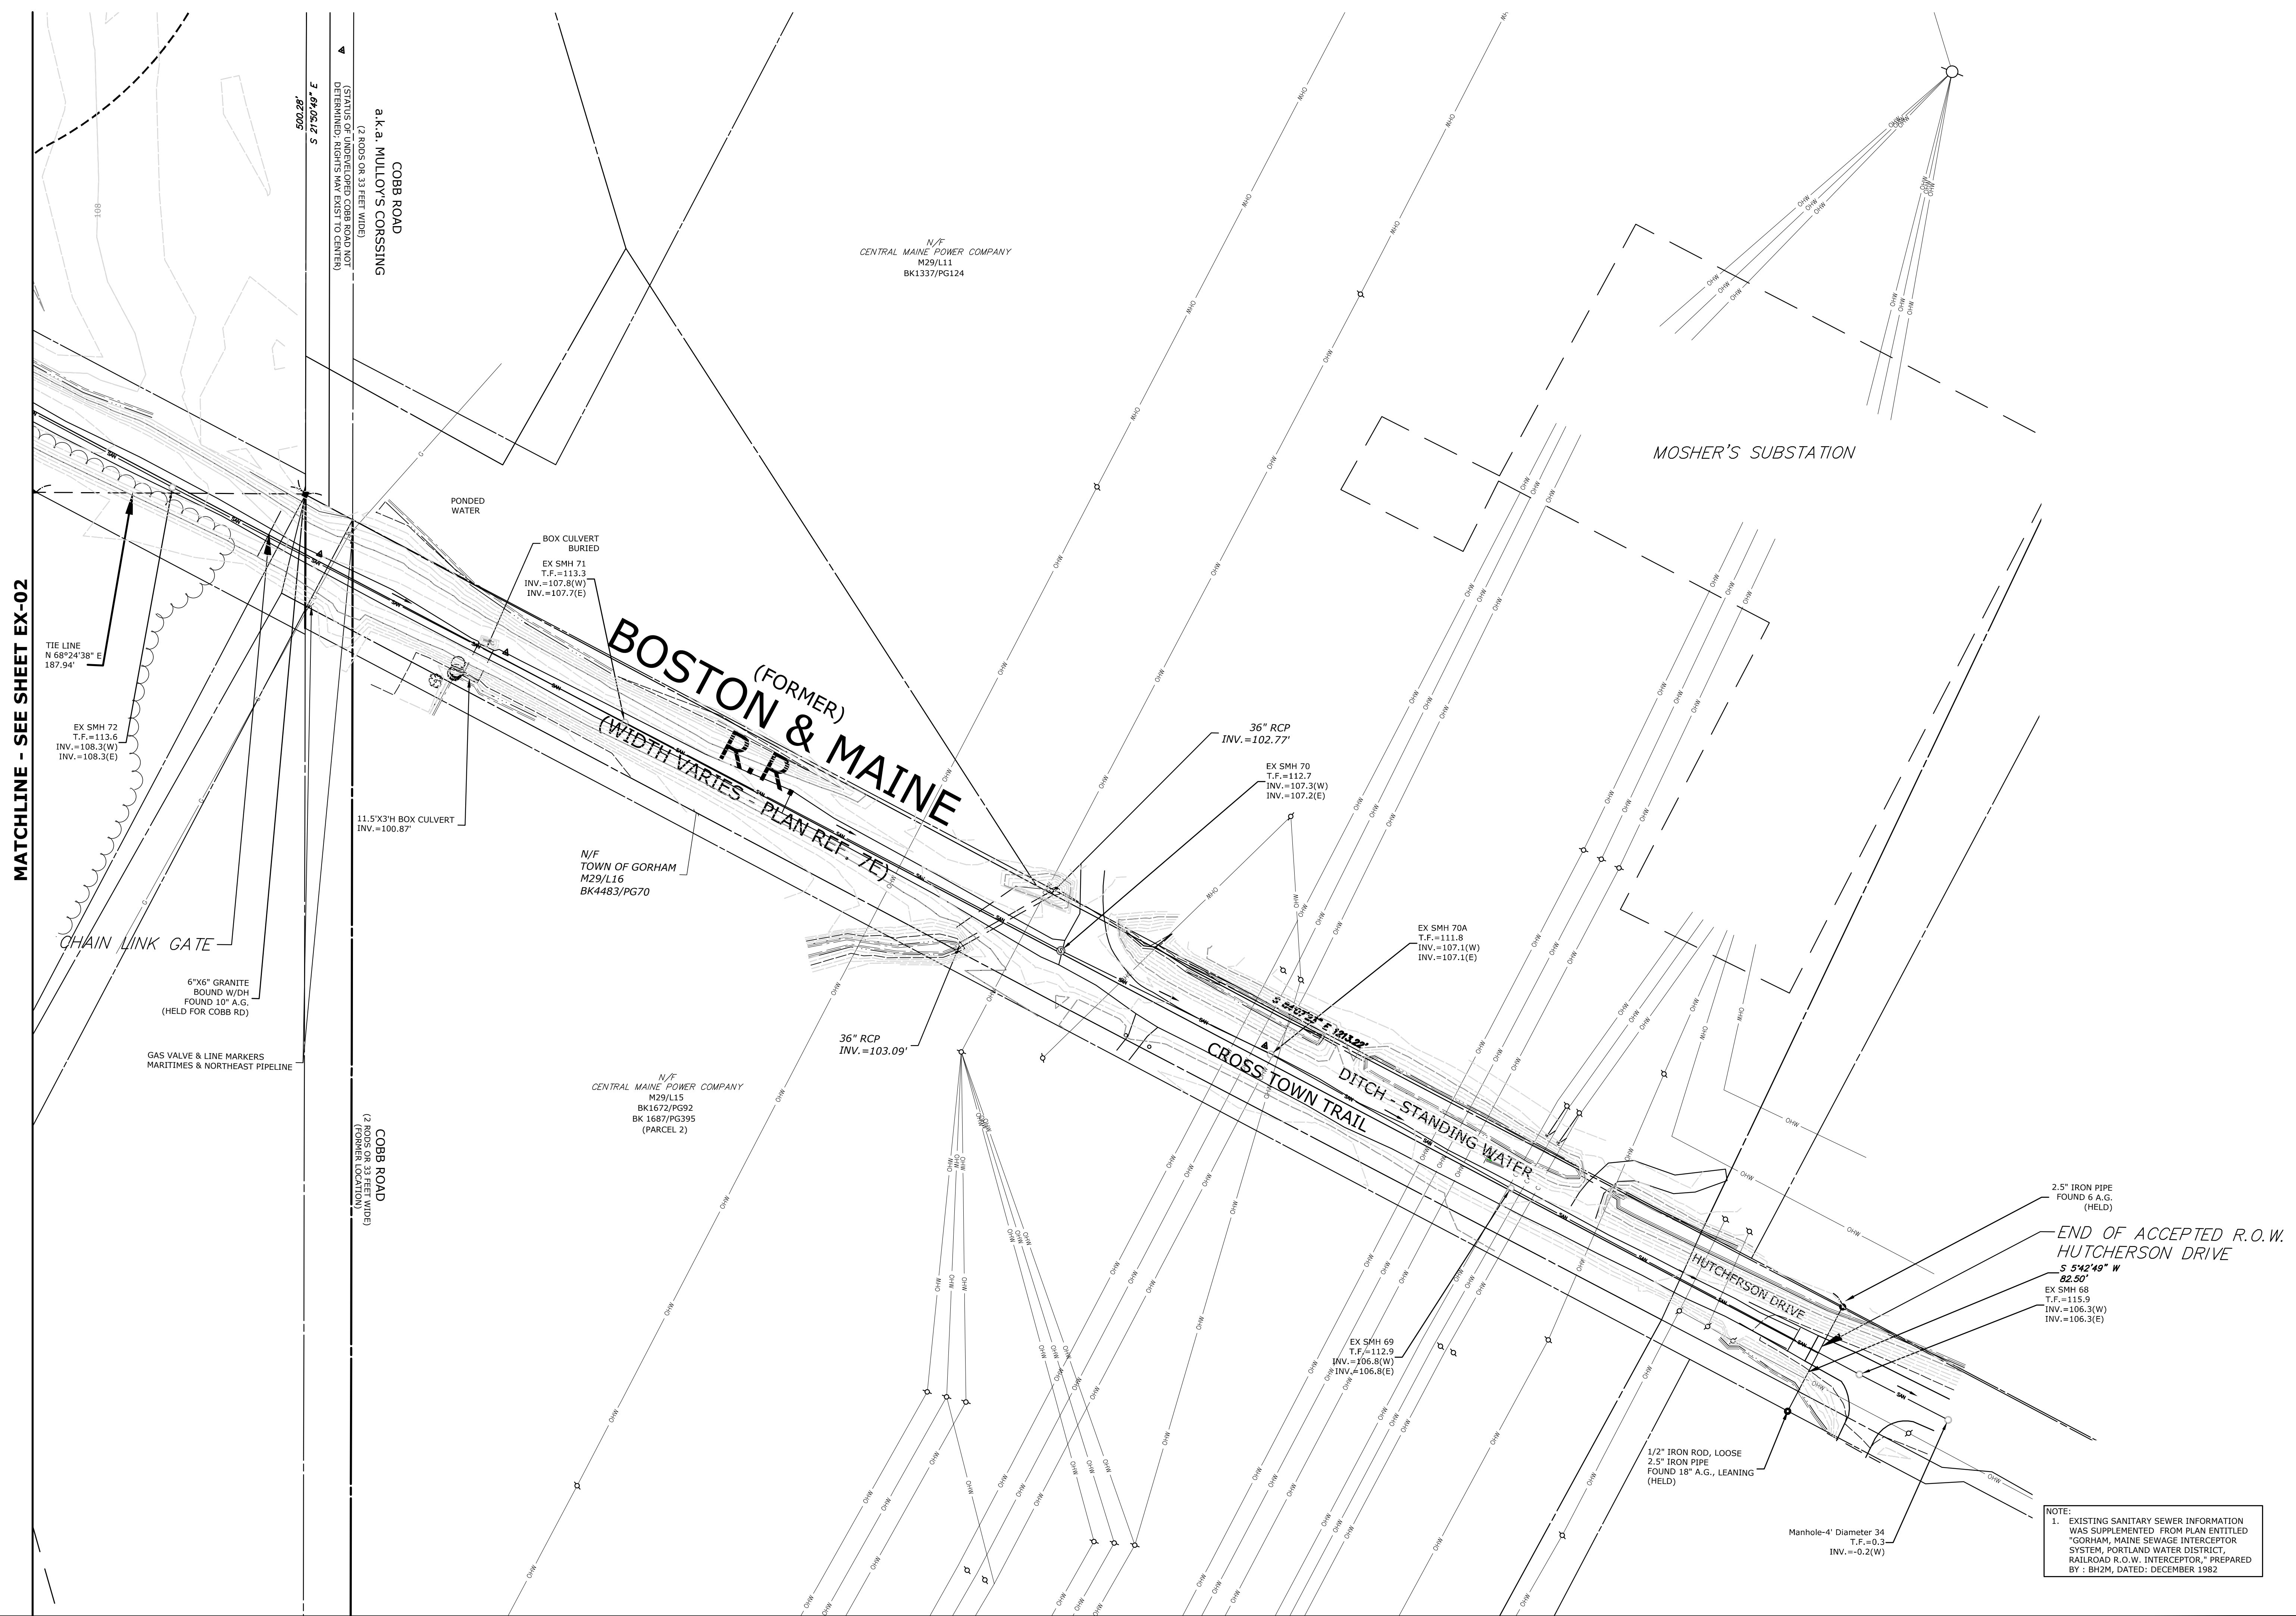 MATCHLINE - SEE SHEET EX-02
108
S 21°50'49" E
500.28'
COBB ROAD
a.k.a. MULLOY'S CORSSING
(2 RODS OR 33 FEET WIDE)
(STATUS OF UNDEVELOPED COBB ROAD NOT
DETERMINED; RIGHTS MAY EXIST TO CENTER)
N/F
CENTRAL MAINE POWER COMPANY
M29/L11
BK1337/PG124
MOSHER'S SUBSTATION
PONDED
WATER
BOX CULVERT
BURIED
EX SMH 71
T.F.=113.3
INV.=107.8(W)
INV.=107.7(E)
TIE LINE
N 68°24'38" E
187.94'
EX SMH 72
T.F.=113.6
INV.=108.3(W)
INV.=108.3(E)
(FORMER)
BOSTON & MAINE
R.R.
(WIDTH VARIES - PLAN REF. 7E)
36" RCP
INV.=102.77'
EX SMH 70
T.F.=112.7
INV.=107.3(W)
INV.=107.2(E)
11.5'X3'H BOX CULVERT
INV.=100.87'
N/F
TOWN OF GORHAM
M29/L16
BK4483/PG70
CHAIN LINK GATE
EX SMH 70A
T.F.=111.8
INV.=107.1(W)
INV.=107.1(E)
6"X6" GRANITE
BOUND W/DH
FOUND 10" A.G.
(HELD FOR COBB RD)
36" RCP
INV.=103.09'
S 84°07'23" E 1213.22'
GAS VALVE & LINE MARKERS
MARITIMES & NORTHEAST PIPELINE
CROSS TOWN TRAIL
DITCH - STANDING WATER
N/F
CENTRAL MAINE POWER COMPANY
M29/L15
BK1672/PG92
BK 1687/PG395
(PARCEL 2)
COBB ROAD
(2 RODS OR 33 FEET WIDE)
(FORMER LOCATION)
2.5" IRON PIPE
FOUND 6 A.G.
(HELD)
END OF ACCEPTED R.O.W.
HUTCHERSON DRIVE
S 5°42'49" W
82.50'
EX SMH 68
T.F.=115.9
INV.=106.3(W)
INV.=106.3(E)
HUTCHERSON DRIVE
EX SMH 69
T.F.=112.9
INV.=106.8(W)
INV.=106.8(E)
1/2" IRON ROD, LOOSE
2.5" IRON PIPE
FOUND 18" A.G., LEANING
(HELD)
Manhole-4' Diameter 34
T.F.=0.3
INV.=-0.2(W)
NOTE:
1. EXISTING SANITARY SEWER INFORMATION
WAS SUPPLEMENTED FROM PLAN ENTITLED
"GORHAM, MAINE SEWAGE INTERCEPTOR
SYSTEM, PORTLAND WATER DISTRICT,
RAILROAD R.O.W. INTERCEPTOR," PREPARED
BY : BH2M, DATED: DECEMBER 1982
OHW
SAN
G